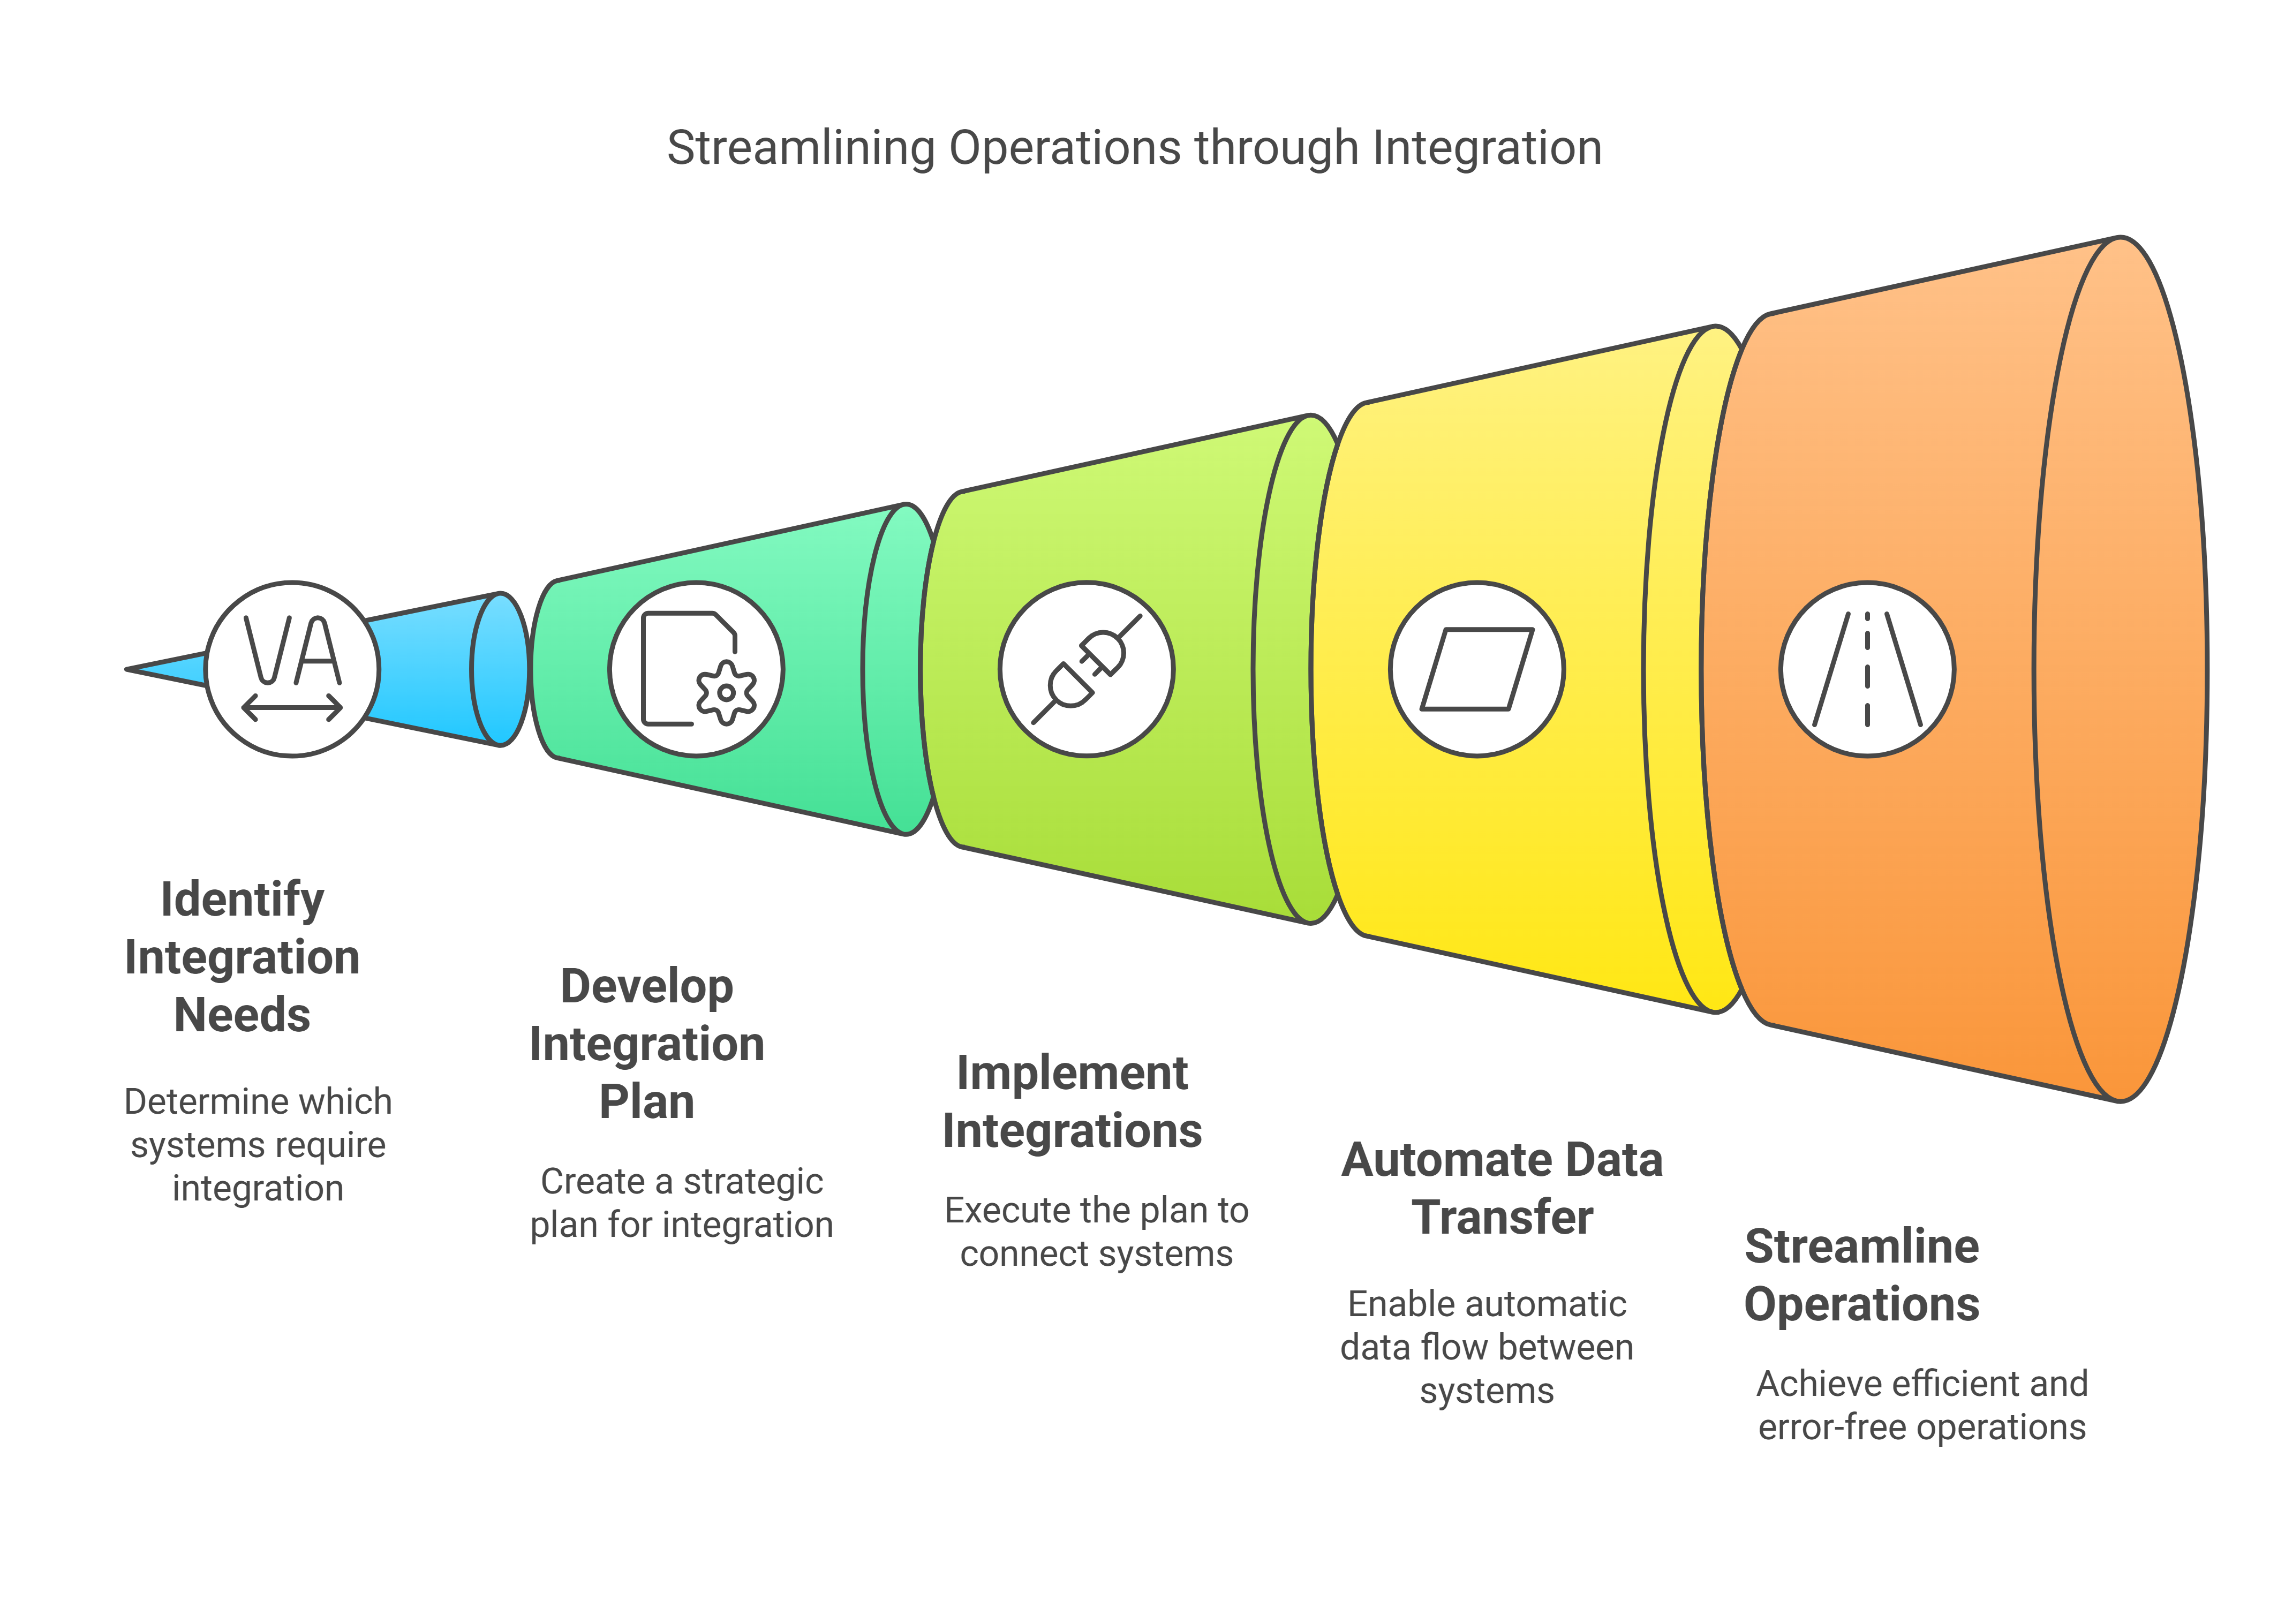 Streamlining Operations through Integration
VA
Identify
Integration
Needs
Determine which
systems require
integration
Develop
Integration
Plan
Create a strategic
plan for integration
Implement
Integrations
Execute the plan to
connect systems
Automate Data
Transfer
Enable automatic
data flow between
systems
Streamline
Operations
Achieve efficient and
error-free operations